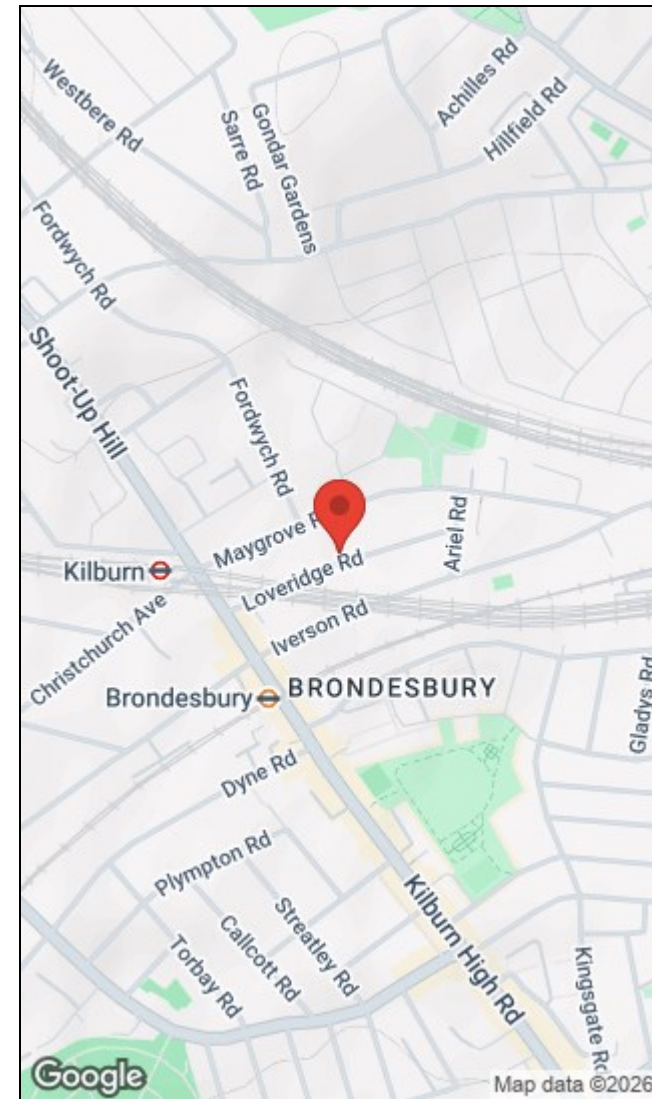 Achilles Rd
Westbere Rd
Hillfield Rd
Sarre Rd
Gondar Gardens
Fordwych Rd
Shoot-Up Hill
Fordwych Rd
Maygrove
Ariel Rd
Kilburn
Loveridge Rd
Christchurch Ave
Iverson Rd
Brondesbury
BRONDESBURY
Gladys Rd
Dyne Rd
Plympton Rd
Kilburn High Rd
Streatley Rd
Callcott Rd
Torbay Rd
Kingsgate Rd
Google
Map data ©2026